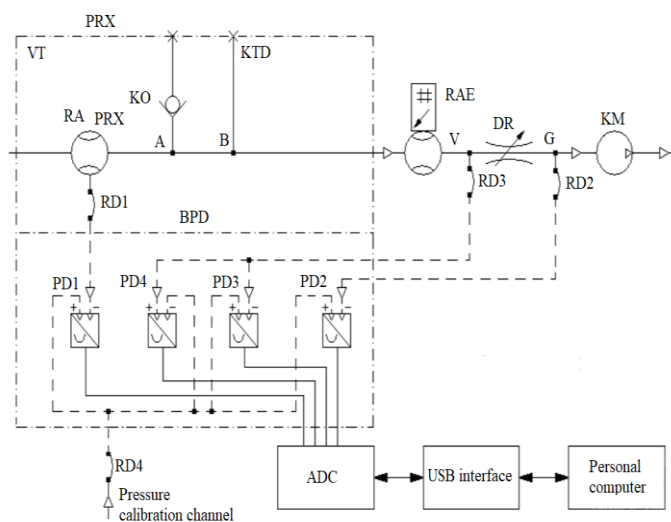 PRX
VT
KTD
KO
RA
PRX
A
B
RAE
V
DR
G
KM
RD1
RD3
RD2
BPD
PD1
PD4
PD3
PD2
+ −
+ −
+ −
+ −
RD4
Pressure
calibration channel
ADC
USB interface
Personal
computer